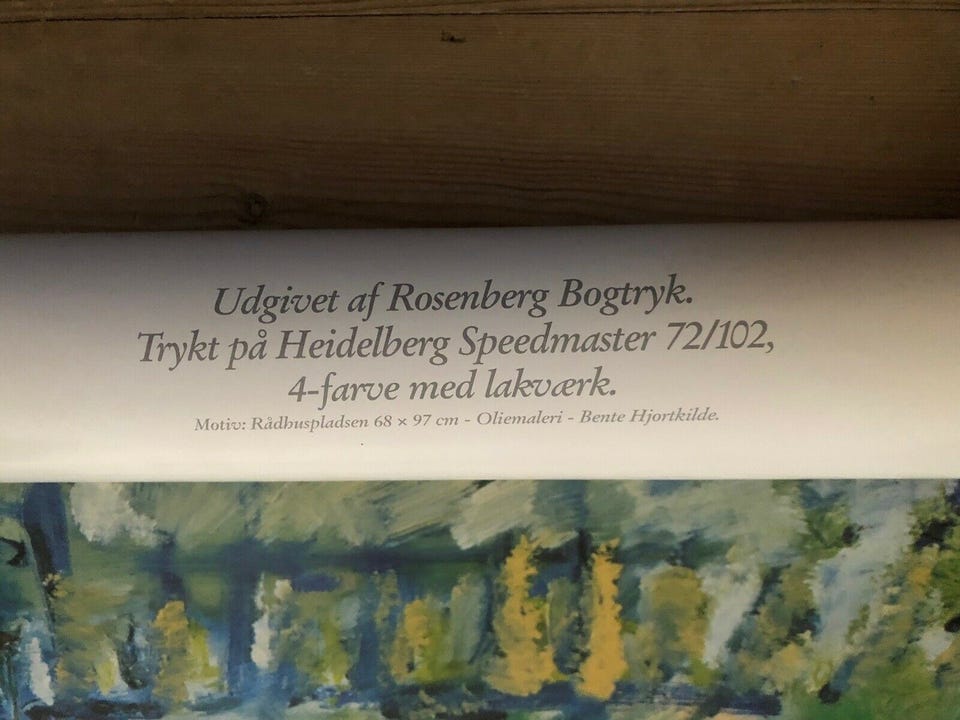 Udgivet af Rosenberg Bogtryk.
Trykt på Heidelberg Speedmaster 72/102,
4-farve med lakværk.
Motiv: Rådhuspladsen 68 × 97 cm - Oliemaleri - Bente Hjortkilde.